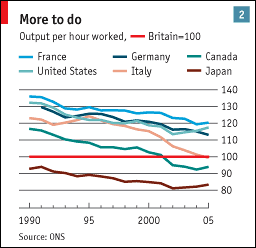 More to do
2
Output per hour worked, Britain=100
France Germany Canada
United States Italy Japan
140
130
120
110
100
90
80
1990 95 2000 05
Source: ONS